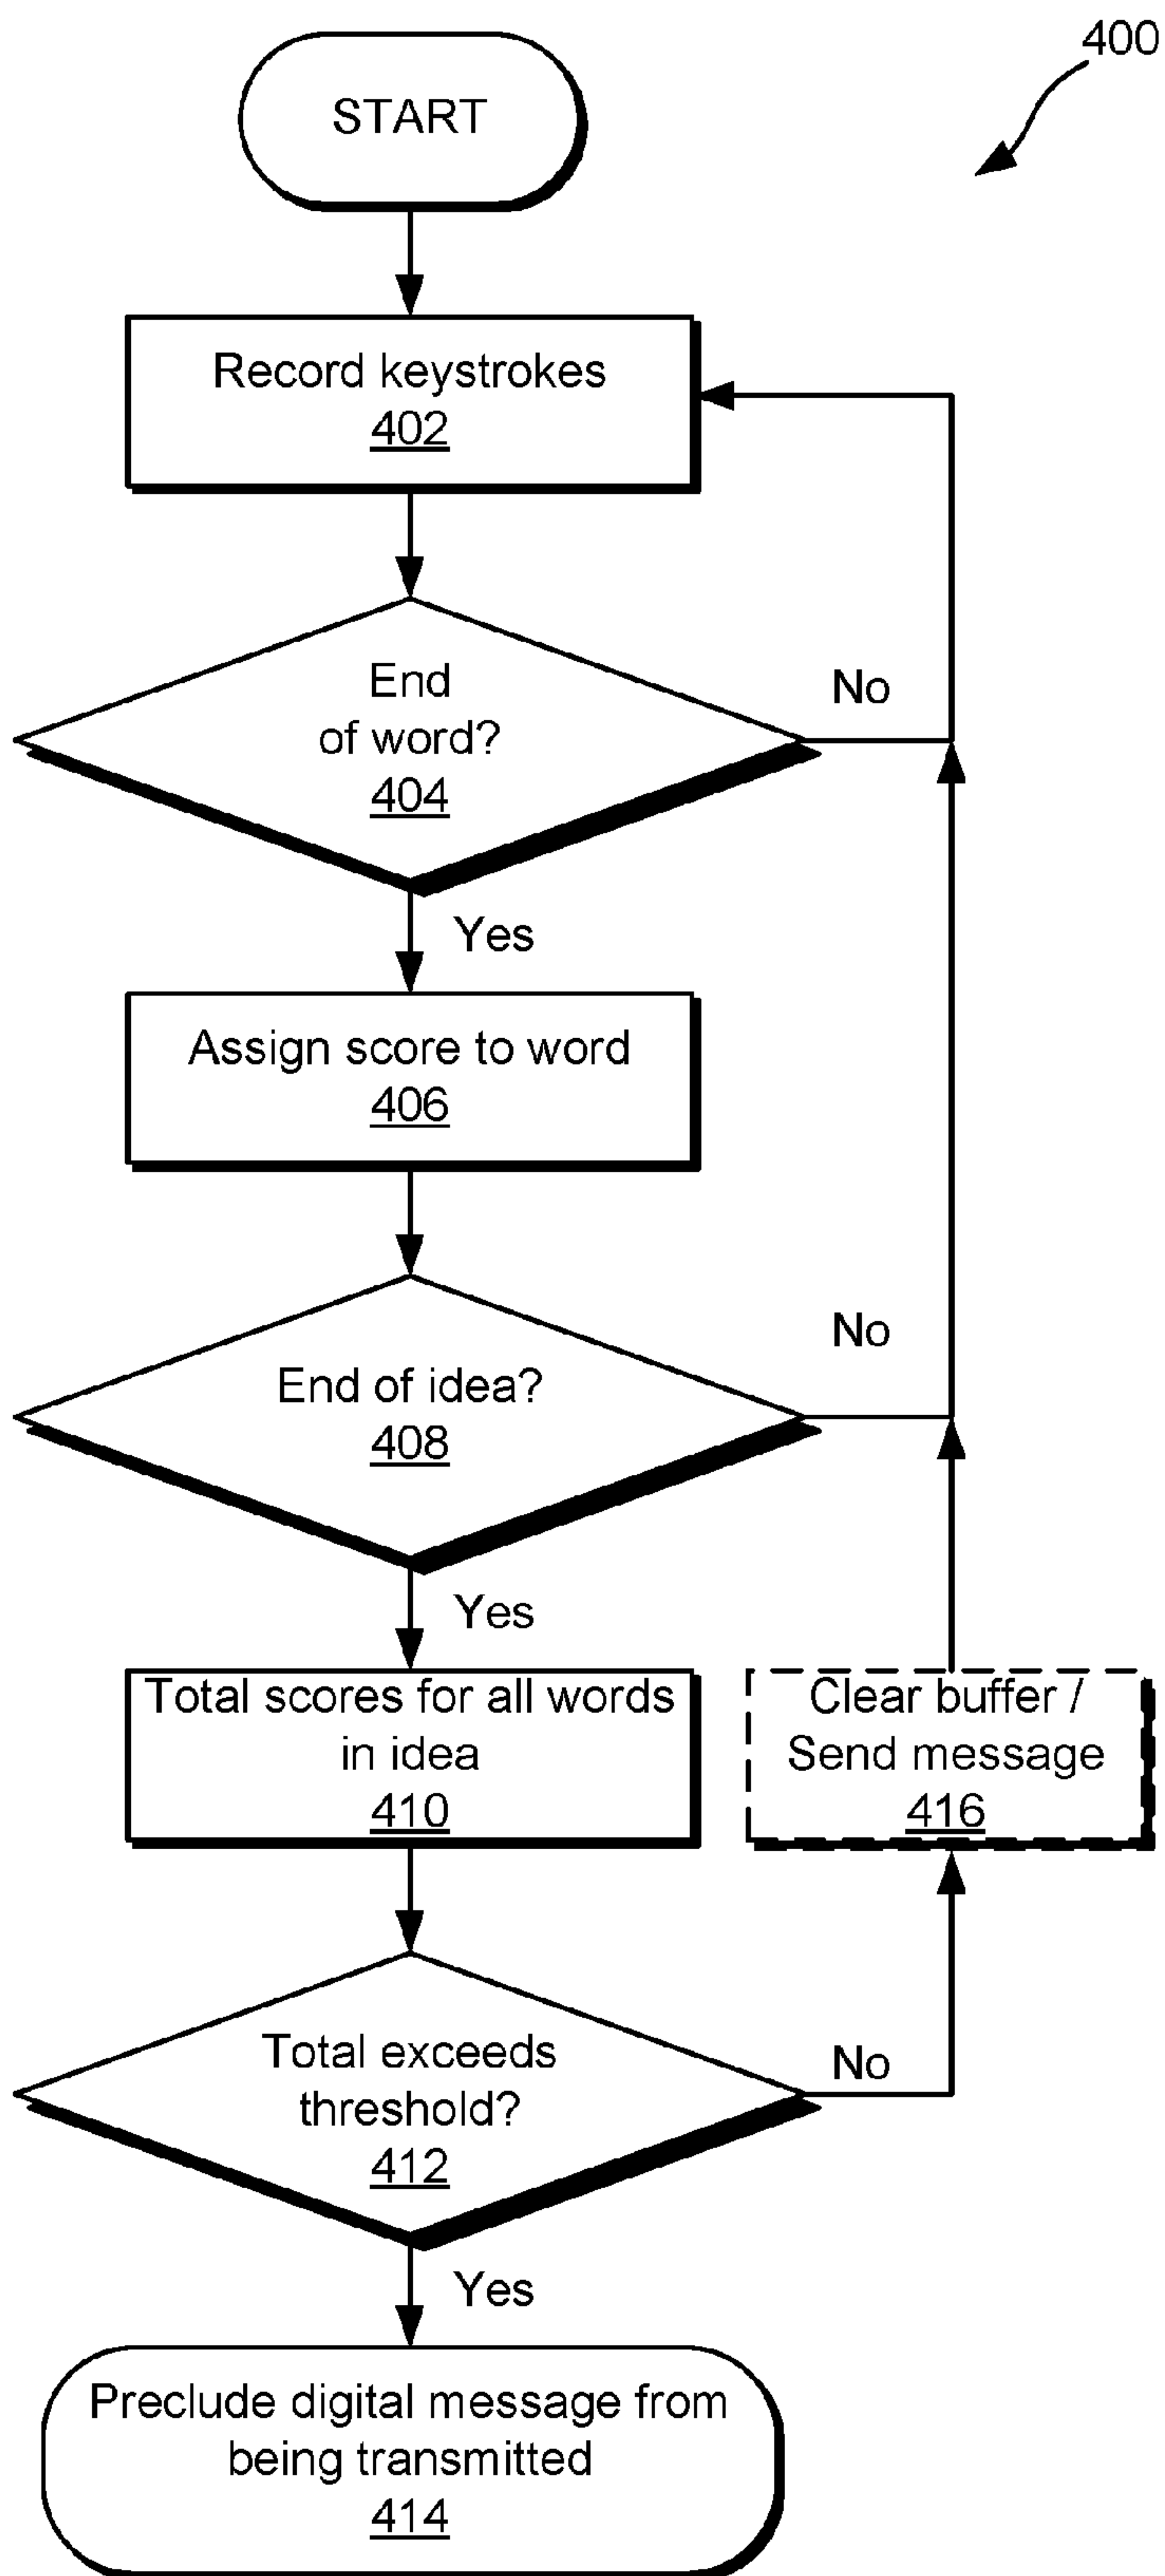 400
START
Record keystrokes
402
End
of word?
404
No
Yes
Assign score to word
406
End of idea?
408
No
Yes
Total scores for all words
in idea
410
Clear buffer /
Send message
416
Total exceeds
threshold?
412
No
Yes
Preclude digital message from
being transmitted
414